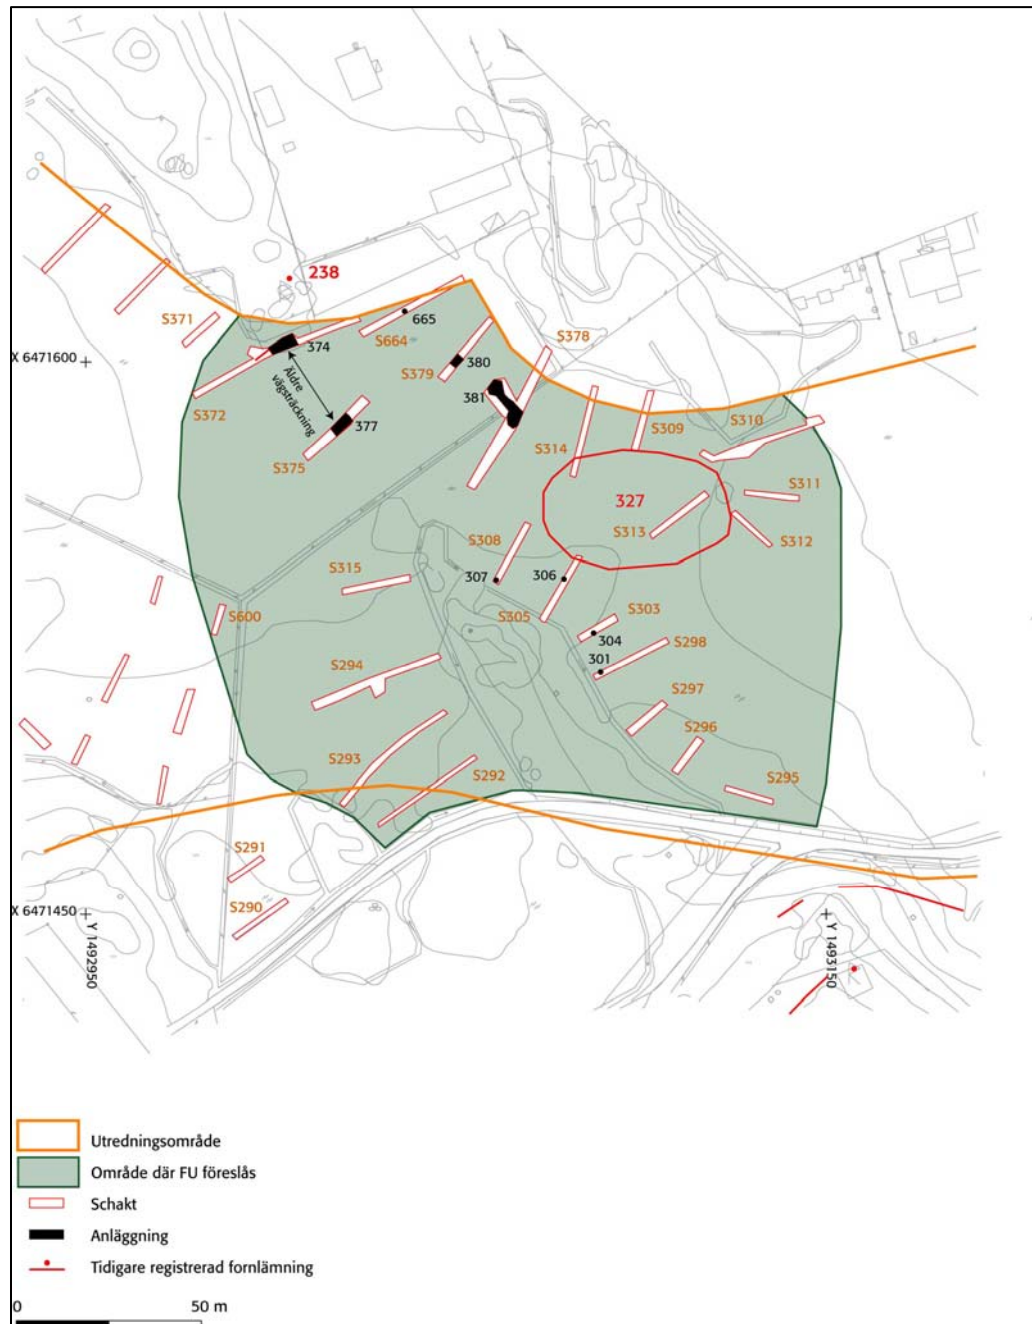 238
S371
665
374
S664
S378
X 6471600
380
S379
Äldre
vägsträckning
381
S372
377
S309
S310
S314
S375
S311
327
S313
S312
S308
S315
307
306
S600
S305
S303
304
S298
S294
301
S297
S296
S293
S292
S295
S291
S290
X 6471450
Y 1492950
Y 1493150
Utredningsområde
Område där FU föreslås
Schakt
Anläggning
Tidigare registrerad fornlämning
0 50 m